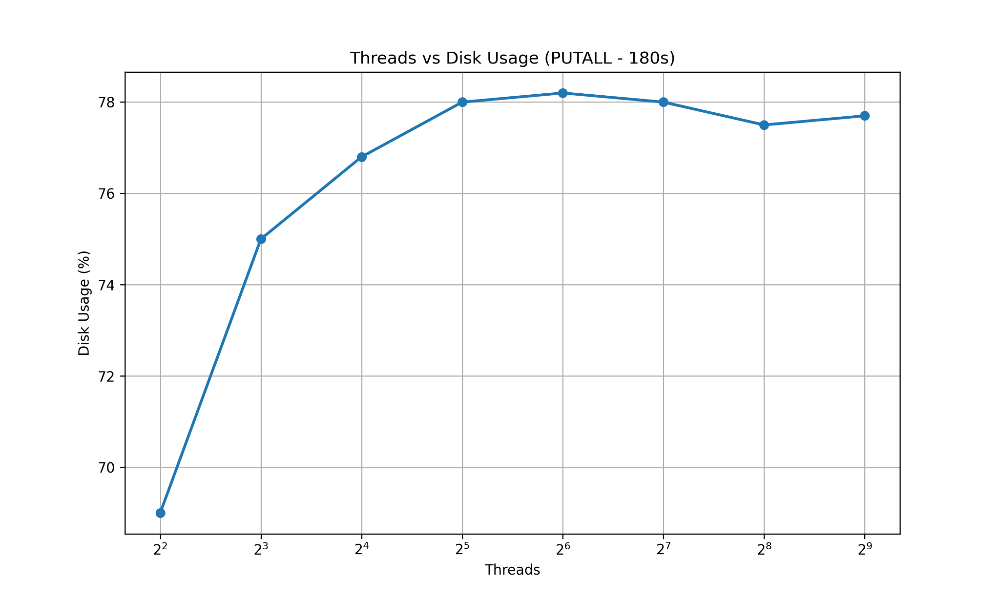 Threads vs Disk Usage (PUTALL - 180s)
Disk Usage (%)
78
76
74
72
70
2² 2³ 2⁴ 2⁵ 2⁶ 2⁷ 2⁸ 2⁹
Threads